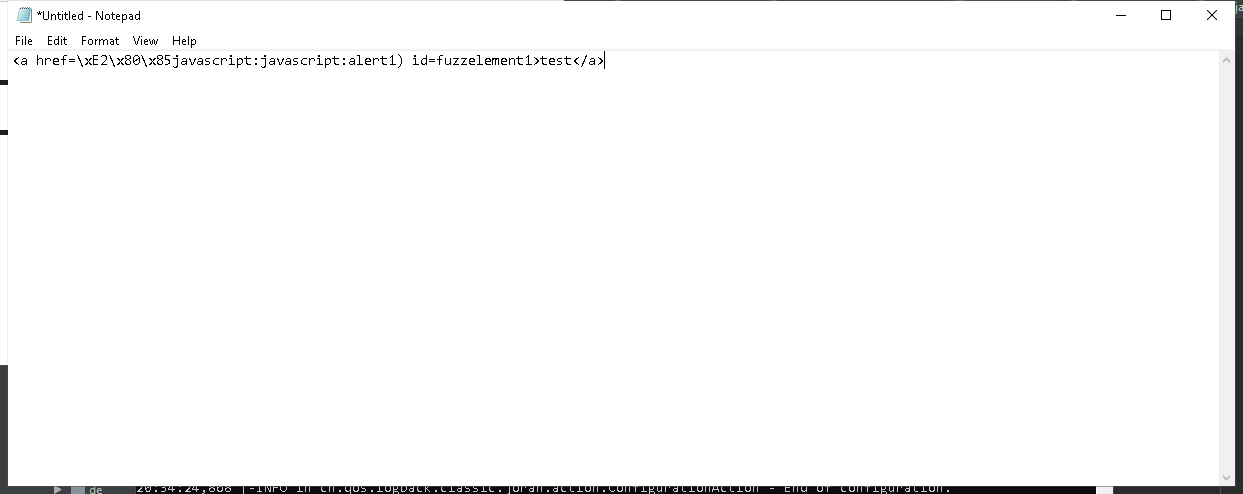 *Untitled - Notepad
File Edit Format View Help
<a href=\xE2\x80\x85javascript:javascript:alert1) id=fuzzelement1>test</a>
de 20:54:24,868 |-INFO in ch.qos.logback.classic.joran.action.ConfigurationAction - End of configuration.